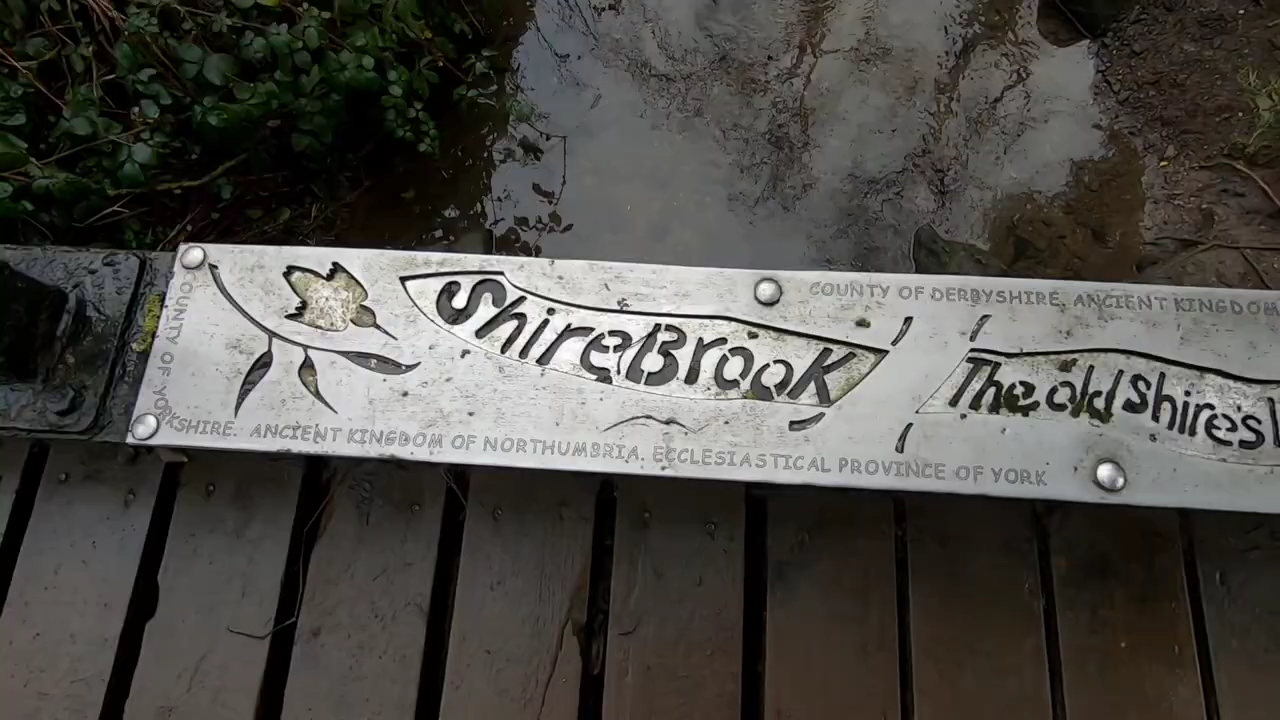 COUNTY OF DERBYSHIRE, ANCIENT KINGDOM
ShireBrook
The old Shires
COUNTY OF YORKSHIRE. ANCIENT KINGDOM OF NORTHUMBRIA. ECCLESIASTICAL PROVINCE OF YORK